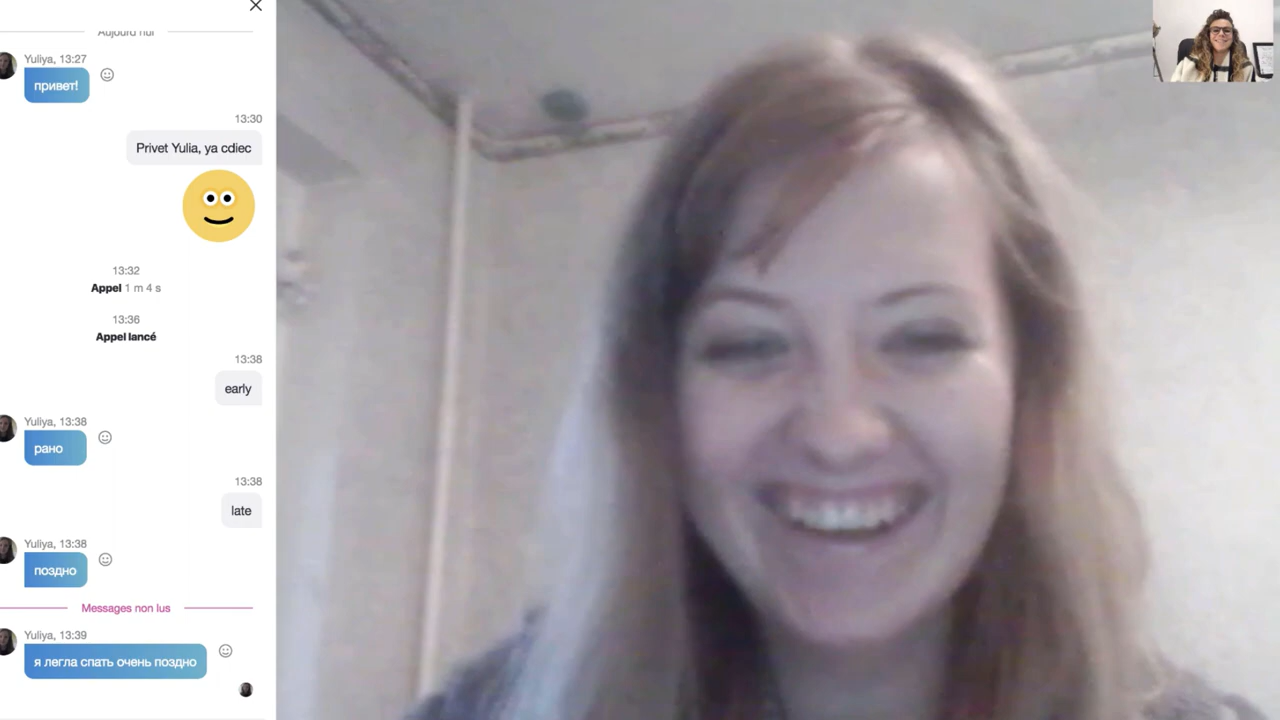 Aujourd'hui
Yuliya, 13:27
привет!
13:30
Privet Yulia, ya cdiec
13:32
Appel 1 m 4 s
13:36
Appel lancé
13:38
early
Yuliya, 13:38
рано
13:38
late
Yuliya, 13:38
поздно
Messages non lus
Yuliya, 13:39
я легла спать очень поздно